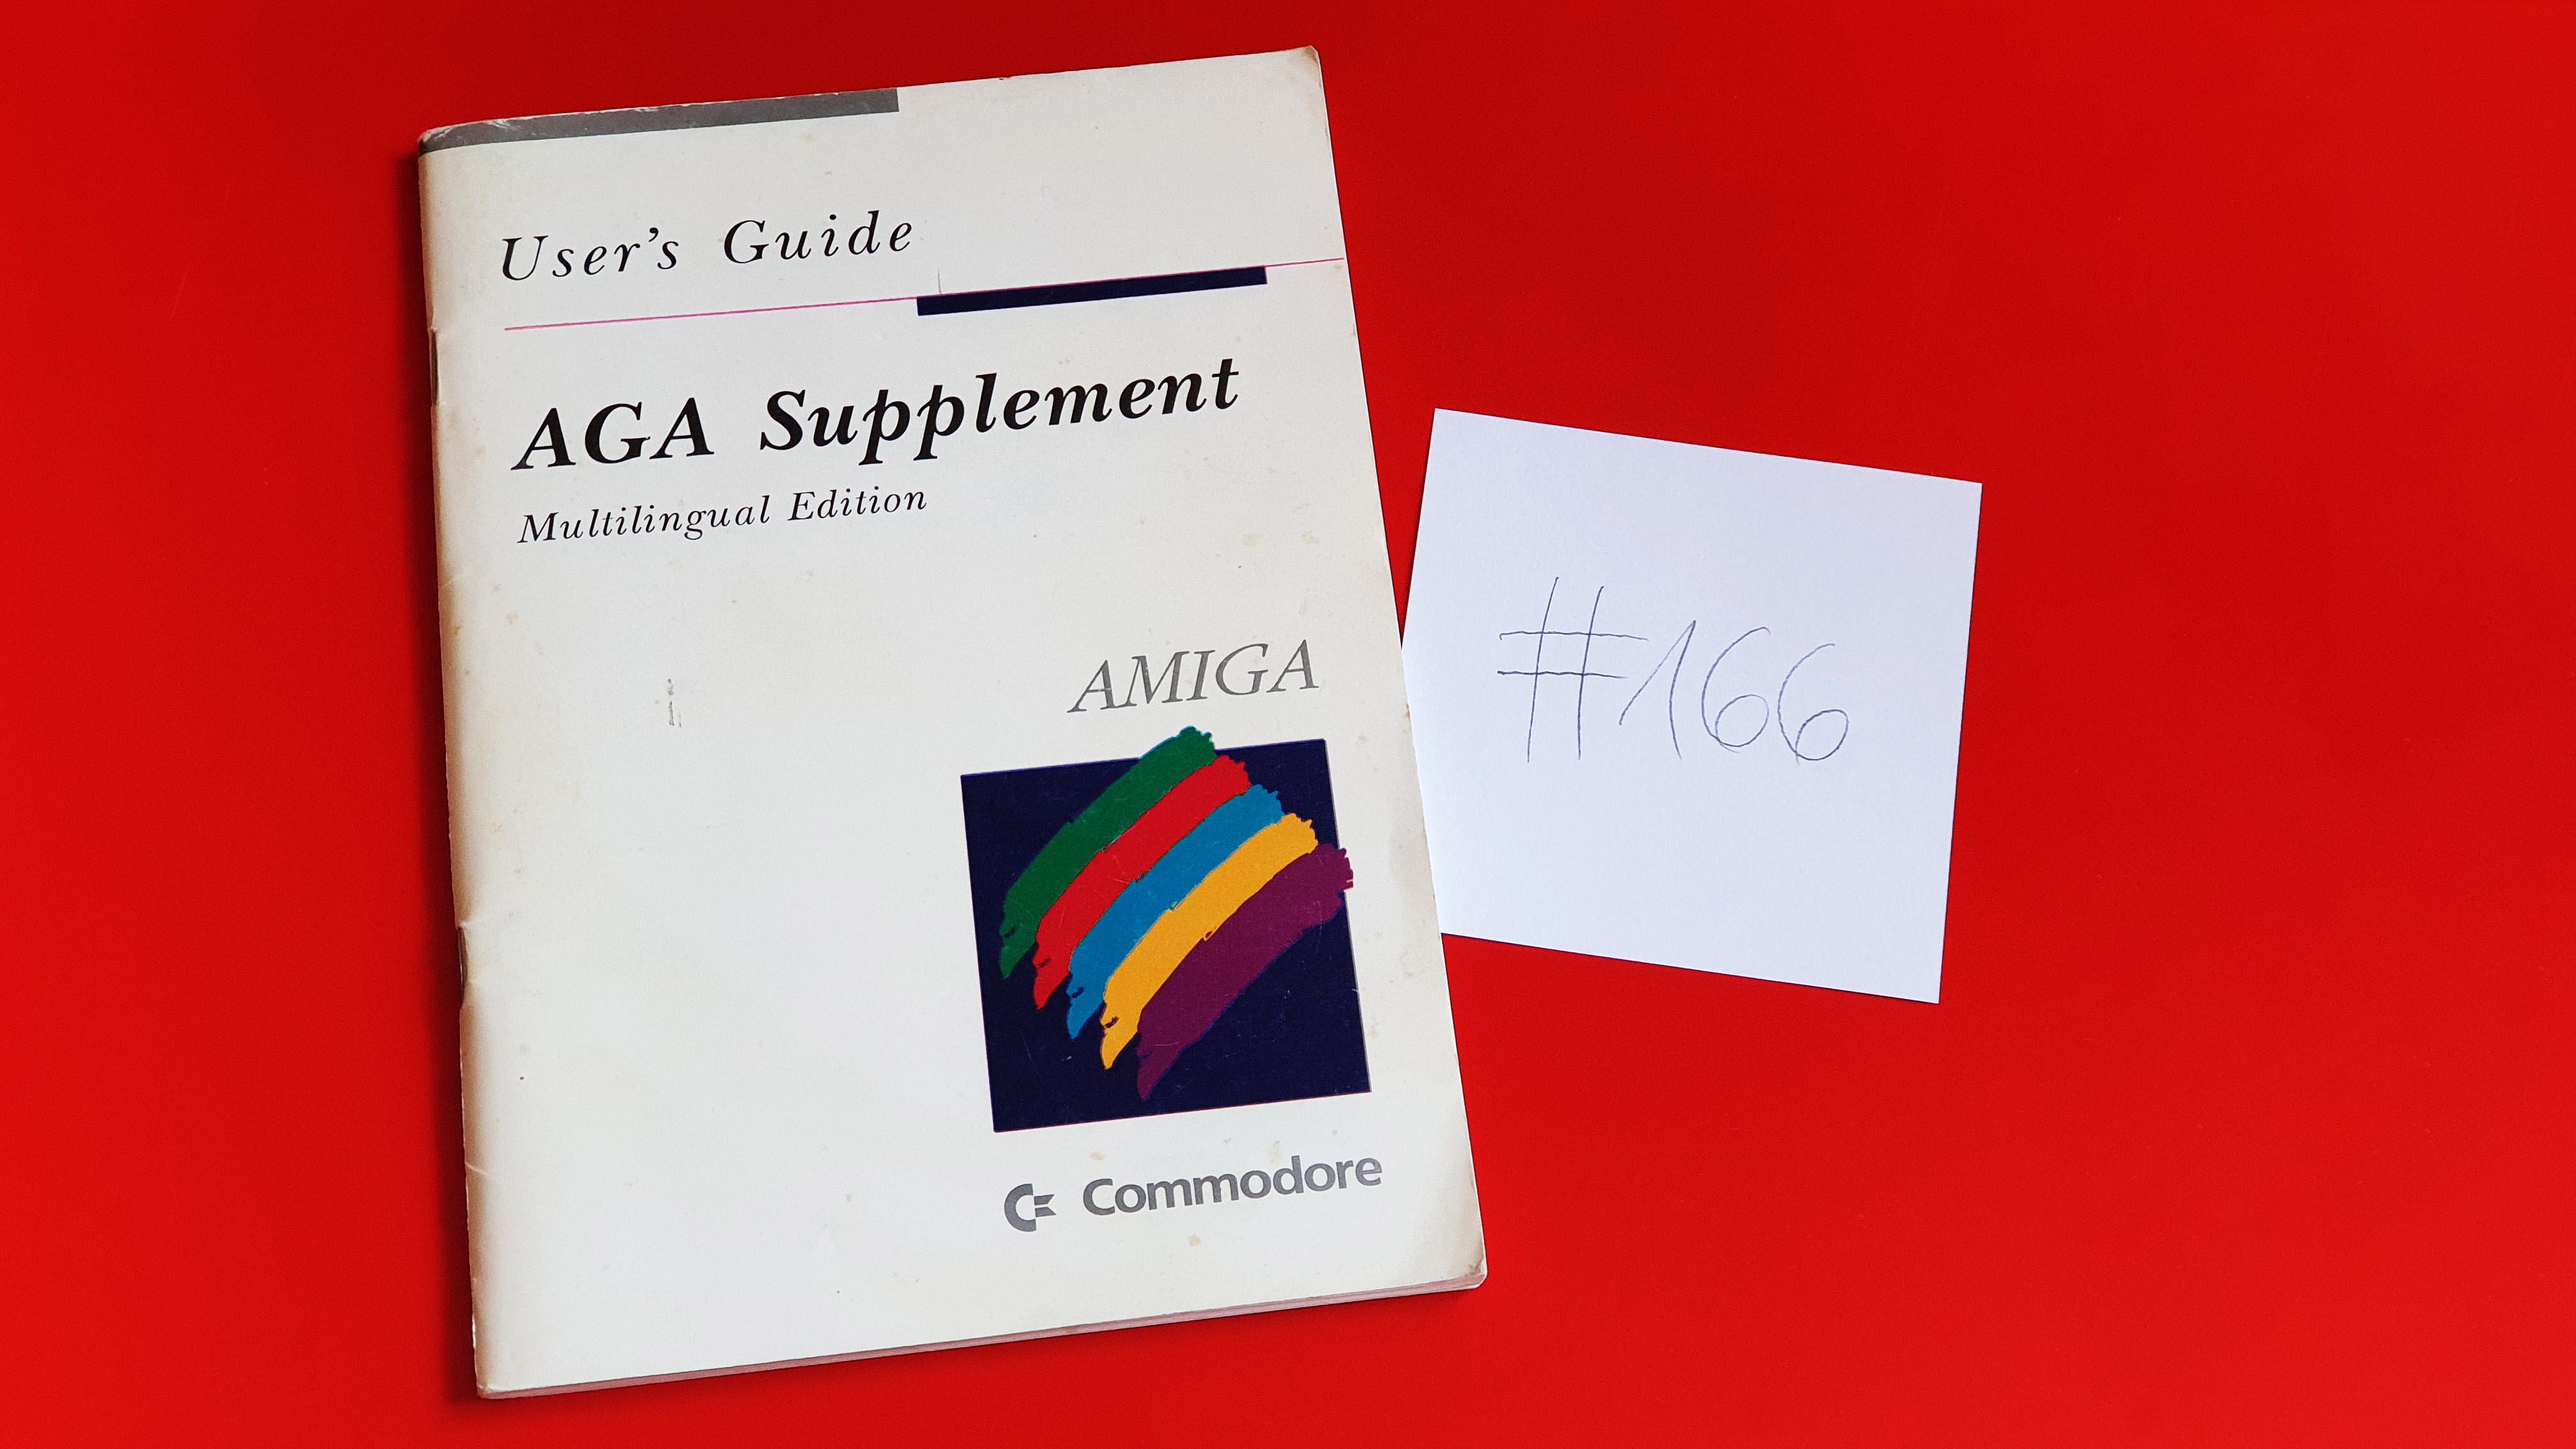 User's Guide
AGA Supplement
Multilingual Edition
AMIGA
Commodore
#166